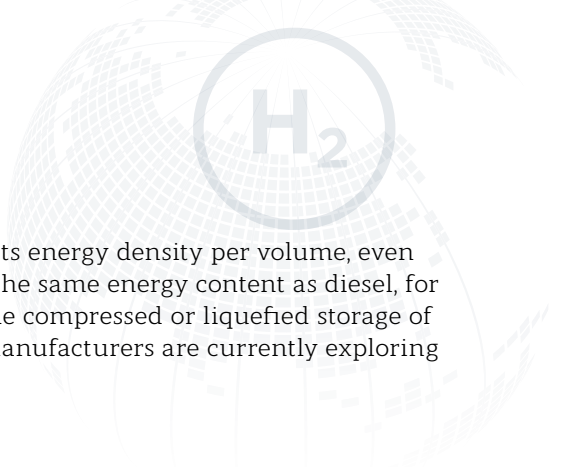 H₂
ts energy density per volume, even
he same energy content as diesel, for
e compressed or liquefied storage of
anufacturers are currently exploring